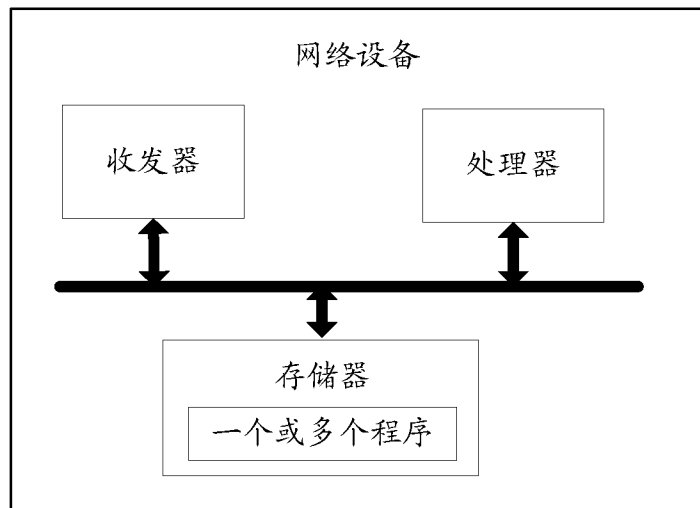 网络设备
收发器
处理器
存储器
一个或多个程序